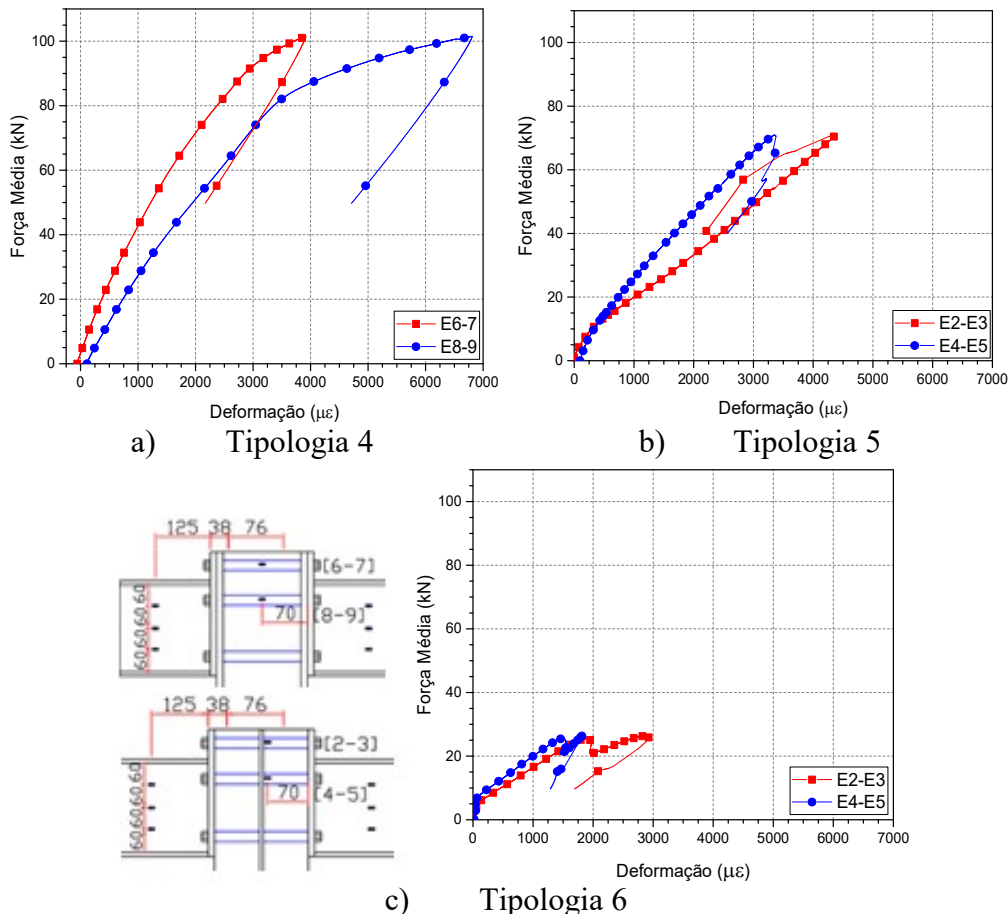 100
80
60
40
20
0
Força Média (kN)
E6-7
E8-9
0 1000 2000 3000 4000 5000 6000 7000
Deformação (με)
a) Tipologia 4
100
80
60
40
20
0
Força Média (kN)
E2-E3
E4-E5
0 1000 2000 3000 4000 5000 6000 7000
Deformação (με)
b) Tipologia 5
125 38 76
[6-7]
60 60 60 60
70 [8-9]
125 38 76
[2-3]
60 60 60 60
70 [4-5]
100
80
60
40
20
0
Força Média (kN)
E2-E3
E4-E5
0 1000 2000 3000 4000 5000 6000 7000
Deformação (με)
c) Tipologia 6